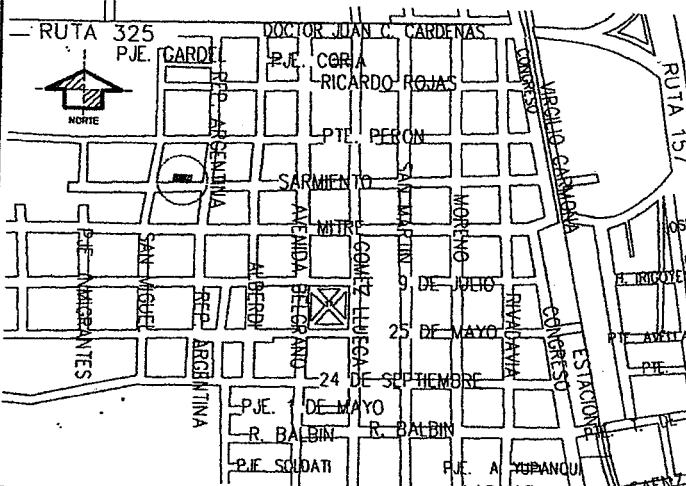 RUTA 325
DOCTOR JUAN C. CARDENAS
PJE. GARDEL
PJE. CORIA
RICARDO ROJAS
NORTE
REP. ARGENTINA
CONGRESO
VIRGILIO CARMONA
RUTA 157
PTE. PERON
SARMIENTO
SAN MARTIN
MORENO
MITRE
AVENIDA BELGRANO
GOMEZ LLUECA
PJE. INMIGRANTES
SAN MIGUEL
REP. ARGENTINA
ALBERDI
9 DE JULIO
H. IRIGOYE
25 DE MAYO
RIVADAVIA
CONGRESO
ESTACION
PTE. AVELLA
PTE.
24 DE SEPTIEMBRE
PJE. 1 DE MAYO
R. BALBIN
R. BALBIN
PJE. SOLDATI
PJE. A. YUPANQUI